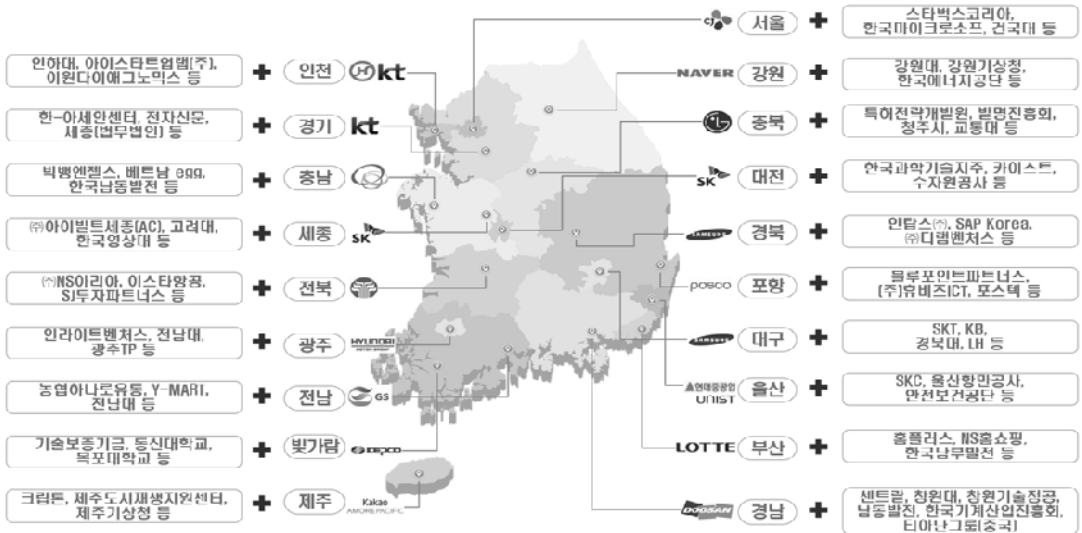 인천
kt
인하대, 아이스타트업랩(주),
이원다이애그노믹스 등
경기
kt
한-아세안센터, 전자신문,
세종(법무법인) 등
충남
빅뱅엔젤스, 베트남 egg,
한국남동발전 등
세종
SK
㈜아이빌트세종(AC), 고려대,
한국영상대 등
전북
이스타항공,
SJ투자파트너스 등
광주
HYUNDAI
인라이트벤처스, 전남대,
광주TP 등
전남
GS
농협하나로유통, Y-MART,
전남대 등
빛가람
KEPCO
기술보증기금, 동신대학교,
목포대학교 등
제주
Kakao
AMOREPACIFIC
크립톤, 제주도시재생지원센터,
제주기상청 등
CJ
서울
스타벅스코리아,
한국마이크로소프, 건국대 등
NAVER
강원
강원대, 강원기상청,
한국에너지공단 등
LG
충북
특허전략개발원, 발명진흥회,
청주시, 교통대 등
SK
대전
한국과학기술지주, 카이스트,
수자원공사 등
SAMSUNG
경북
인탑스㈜, SAP Korea,
㈜더램벤처스 등
posco
포항
블루포인트파트너스,
(주)휴비즈ICT, 포스텍 등
SAMSUNG
대구
SKT, KB,
경북대, LH 등
현대중공업
UNIST
울산
SKC, 울산항만공사,
안전보건공단 등
LOTTE
부산
홈플러스, NS홈쇼핑,
한국남부발전 등
DOOSAN
경남
센트랄, 창원대, 창원기술정공,
남동발전, 한국기계산업진흥회,
티아난그룹(중국)